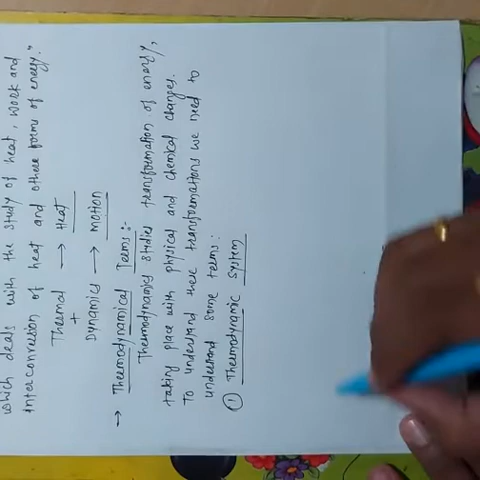 which deals with the study of heat, work and
interconversion of heat and other forms of energy."
Thermal → Heat
+
Dynamics → Motion
→ Thermodynamical Terms:-
Thermodynamics studies transformation of energy,
taking place with physical and chemical changes.
To understand these transformations we need to
understand some terms:
① Thermodynamic System